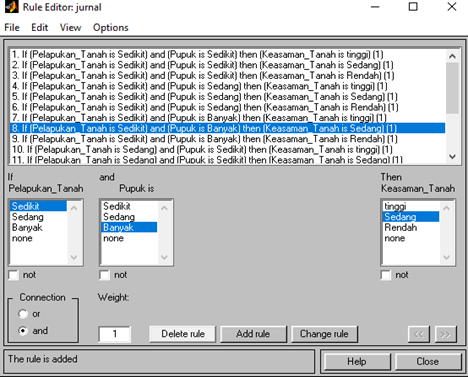 Rule Editor: jurnal
File Edit View Options
1. If (Pelapukan_Tanah is Sedikit) and (Pupuk is Sedikit) then (Keasaman_Tanah is tinggi) (1)
2. If (Pelapukan_Tanah is Sedikit) and (Pupuk is Sedikit) then (Keasaman_Tanah is Sedang) (1)
3. If (Pelapukan_Tanah is Sedikit) and (Pupuk is Sedikit) then (Keasaman_Tanah is Rendah) (1)
4. If (Pelapukan_Tanah is Sedikit) and (Pupuk is Sedang) then (Keasaman_Tanah is tinggi) (1)
5. If (Pelapukan_Tanah is Sedikit) and (Pupuk is Sedang) then (Keasaman_Tanah is Sedang) (1)
6. If (Pelapukan_Tanah is Sedikit) and (Pupuk is Sedang) then (Keasaman_Tanah is Rendah) (1)
7. If (Pelapukan_Tanah is Sedikit) and (Pupuk is Banyak) then (Keasaman_Tanah is tinggi) (1)
8. If (Pelapukan_Tanah is Sedikit) and (Pupuk is Banyak) then (Keasaman_Tanah is Sedang) (1)
9. If (Pelapukan_Tanah is Sedikit) and (Pupuk is Banyak) then (Keasaman_Tanah is Rendah) (1)
10. If (Pelapukan_Tanah is Sedang) and (Pupuk is Sedikit) then (Keasaman_Tanah is tinggi) (1)
11. If (Pelapukan_Tanah is Sedang) and (Pupuk is Sedikit) then (Keasaman_Tanah is Sedang) (1)
If and Then
Pelapukan_Tanah Pupuk is Keasaman_Tanah
Sedikit Sedikit tinggi
Sedang Sedang Sedang
Banyak Banyak Rendah
none none none
not not not
Connection Weight:
or
and 1 Delete rule Add rule Change rule << >>
The rule is added Help Close